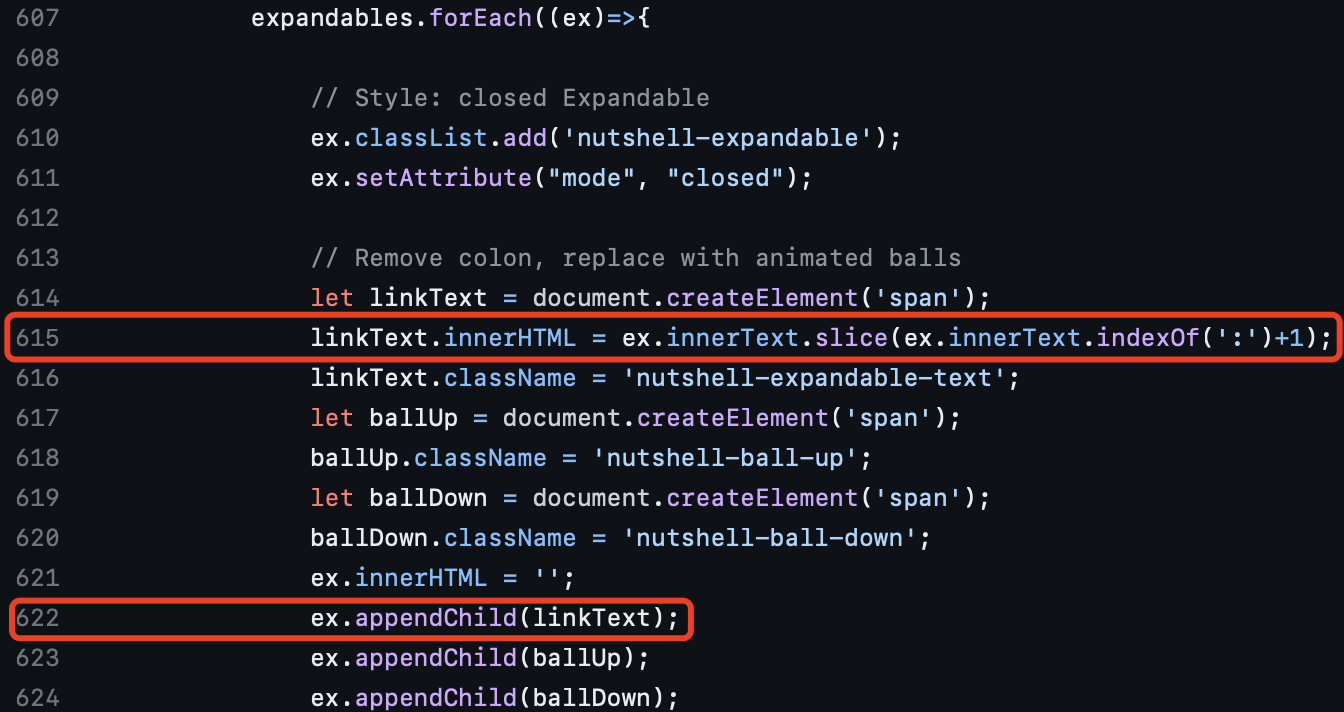 607 expandables.forEach((ex)=>{
608
609 // Style: closed Expandable
610 ex.classList.add('nutshell-expandable');
611 ex.setAttribute("mode", "closed");
612
613 // Remove colon, replace with animated balls
614 let linkText = document.createElement('span');
615 linkText.innerHTML = ex.innerText.slice(ex.innerText.indexOf(':')+1);
616 linkText.className = 'nutshell-expandable-text';
617 let ballUp = document.createElement('span');
618 ballUp.className = 'nutshell-ball-up';
619 let ballDown = document.createElement('span');
620 ballDown.className = 'nutshell-ball-down';
621 ex.innerHTML = '';
622 ex.appendChild(linkText);
623 ex.appendChild(ballUp);
624 ex.appendChild(ballDown);